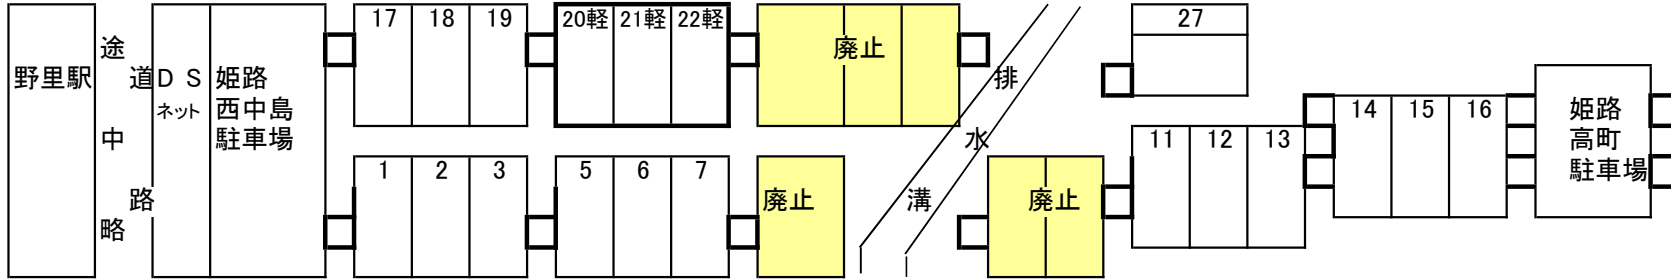 野里駅
途中略
道路
DS
ネット
姫路
西中島
駐車場
17 18 19
20軽 21軽 22軽
廃止
1 2 3
5 6 7
廃止
排水溝
廃止
27
11 12 13
14 15 16
姫路
高町
駐車場